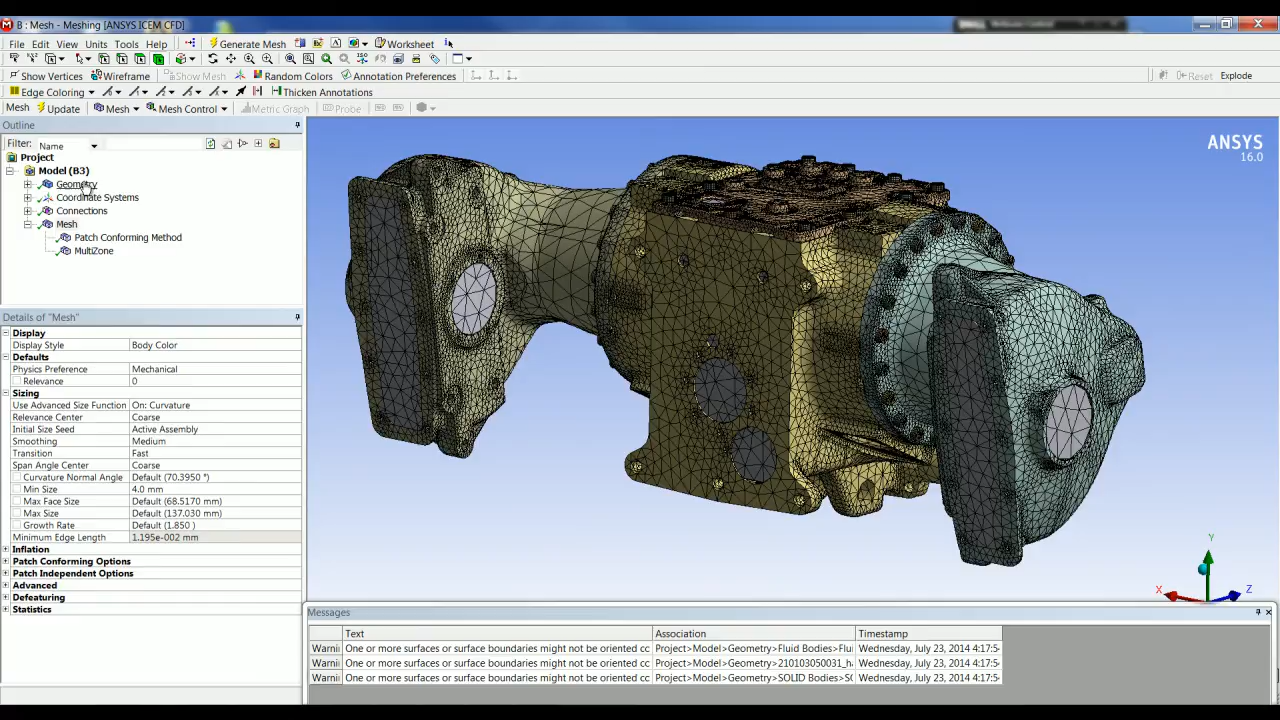 B : Mesh - Meshing [ANSYS ICEM CFD]
File Edit View Units Tools Help Generate Mesh Worksheet
Show Vertices Wireframe Show Mesh Random Colors Annotation Preferences Reset Explode
Edge Coloring Thicken Annotations
Mesh Update Mesh Mesh Control Metric Graph Probe
Outline
Filter: Name
Project
Model (B3)
Geometry
Coordinate Systems
Connections
Mesh
Patch Conforming Method
MultiZone
Details of "Mesh"
Display
Display Style Body Color
Defaults
Physics Preference Mechanical
Relevance 0
Sizing
Use Advanced Size Function On: Curvature
Relevance Center Coarse
Initial Size Seed Active Assembly
Smoothing Medium
Transition Fast
Span Angle Center Coarse
Curvature Normal Angle Default (70.3950 °)
Min Size 4.0 mm
Max Face Size Default (68.5170 mm)
Max Size Default (137.030 mm)
Growth Rate Default (1.850 )
Minimum Edge Length 1.195e-002 mm
Inflation
Patch Conforming Options
Patch Independent Options
Advanced
Defeaturing
Statistics
ANSYS
16.0
Y
X
Z
Messages
Text Association Timestamp
Warni One or more surfaces or surface boundaries might not be oriented cc Project>Model>Geometry>Fluid Bodies>Flui Wednesday, July 23, 2014 4:17:5
Warni One or more surfaces or surface boundaries might not be oriented cc Project>Model>Geometry>210103050031_h Wednesday, July 23, 2014 4:17:5
Warni One or more surfaces or surface boundaries might not be oriented cc Project>Model>Geometry>SOLID Bodies>SO Wednesday, July 23, 2014 4:17:5